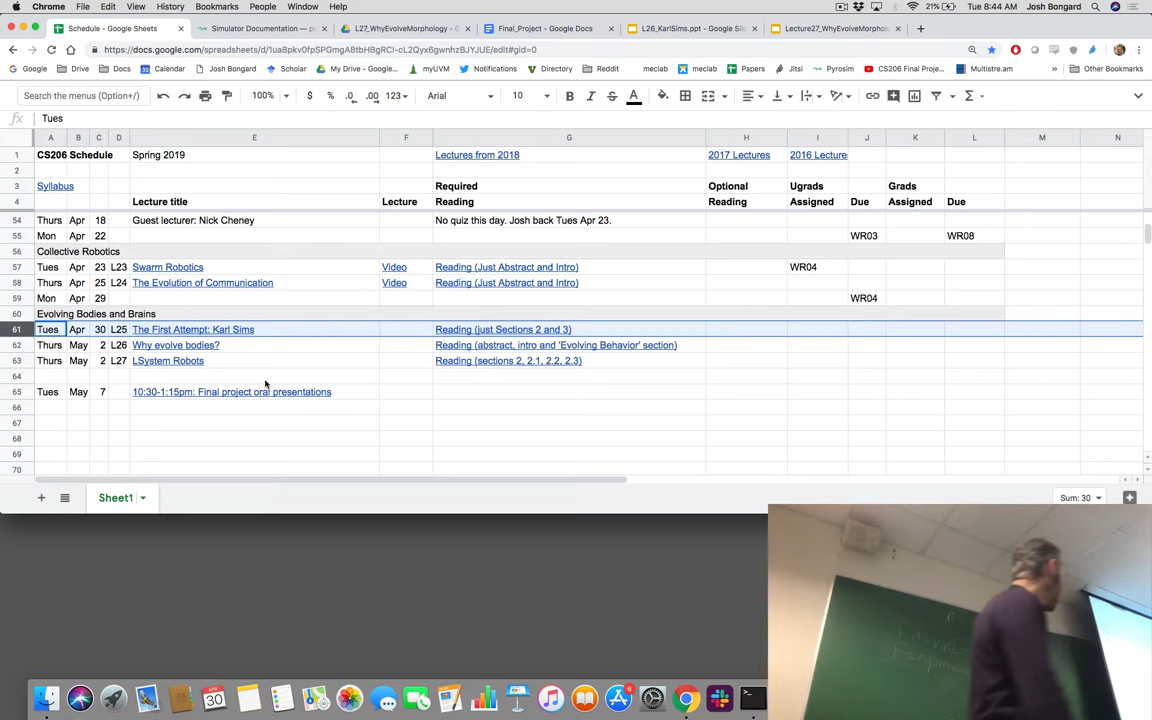 Chrome File Edit View History Bookmarks People Window Help 21% Tue 8:44 AM Josh Bongard
Schedule - Google Sheets Simulator Documentation - Am L27_WhyEvolveMorphology - G Final_Project - Google Docs L26_KarlSims.ppt - Google Sli Lecture27_WhyEvolveMorpholo
https://docs.google.com/spreadsheets/d/1uaBpkv0fpSPGmgA8tbHBgRCl-cL2Qyx6gwnhzBJYJUE/edit#gid=0
Google Drive Docs Calendar Josh Bongard Scholar My Drive - Google... myUVM Notifications Directory Reddit meclab meclab Papers Jitsi Pyrosim CS206 Final Proje... Multistre.am Other Bookmarks
Search the menus (Option+/) 100% $ % .0 .00 123 Arial 10 B I S A
fx Tues
A B C D E F G H I J K L M N
1 CS206 Schedule Spring 2019 Lectures from 2018 2017 Lectures 2016 Lecture
2
3 Syllabus Required Optional Ugrads Grads
4 Lecture title Lecture Reading Reading Assigned Due Assigned Due
54 Thurs Apr 18 Guest lecturer: Nick Cheney No quiz this day. Josh back Tues Apr 23.
55 Mon Apr 22 WR03 WR08
56 Collective Robotics
57 Tues Apr 23 L23 Swarm Robotics Video Reading (Just Abstract and Intro) WR04
58 Thurs Apr 25 L24 The Evolution of Communication Video Reading (Just Abstract and Intro)
59 Mon Apr 29 WR04
60 Evolving Bodies and Brains
61 Tues Apr 30 L25 The First Attempt: Karl Sims Reading (just Sections 2 and 3)
62 Thurs May 2 L26 Why evolve bodies? Reading (abstract, intro and 'Evolving Behavior' section)
63 Thurs May 2 L27 LSystem Robots Reading (sections 2, 2.1, 2.2, 2.3)
64
65 Tues May 7 10:30-1:15pm: Final project oral presentations
66
67
68
69
70
Sheet1 Sum: 30
APR 30 6